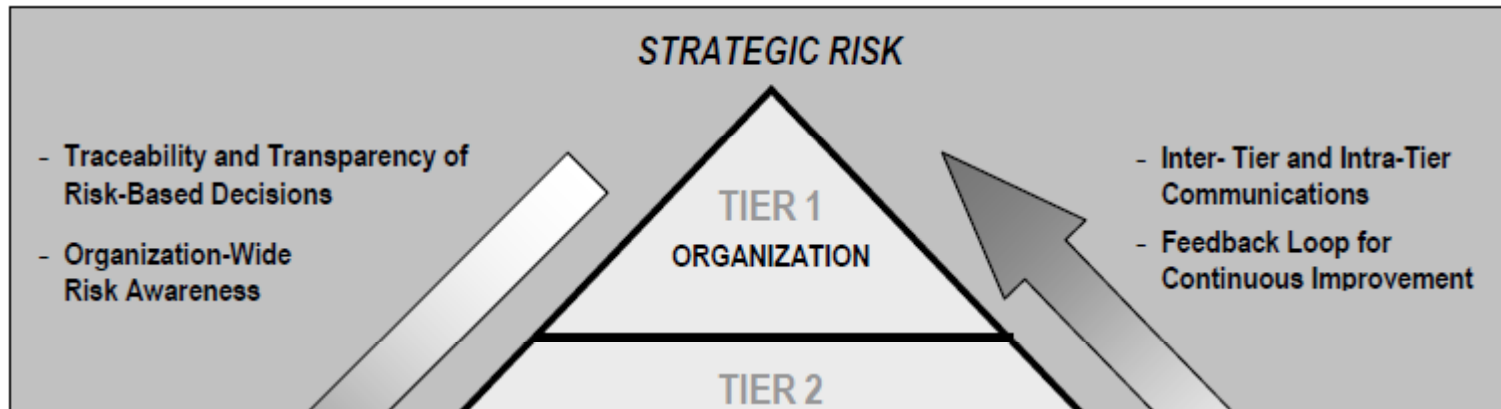 STRATEGIC RISK
- Traceability and Transparency of
Risk-Based Decisions
- Organization-Wide
Risk Awareness
TIER 1
ORGANIZATION
- Inter- Tier and Intra-Tier
Communications
- Feedback Loop for
Continuous Improvement
TIER 2